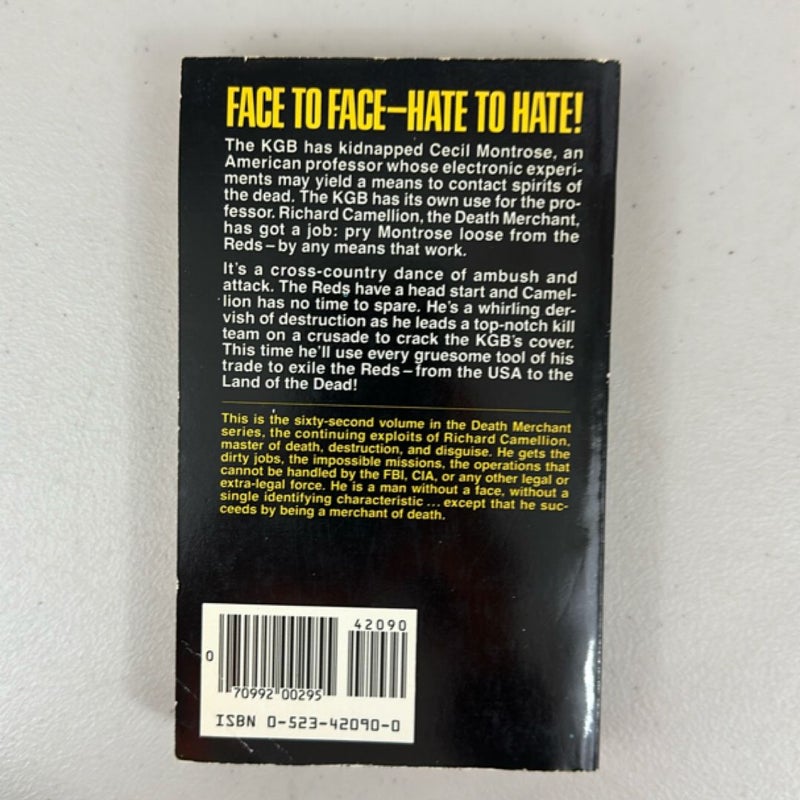 FACE TO FACE–HATE TO HATE!
The KGB has kidnapped Cecil Montrose, an
American professor whose electronic experi-
ments may yield a means to contact spirits of
the dead. The KGB has its own use for the pro-
fessor. Richard Camellion, the Death Merchant,
has got a job: pry Montrose loose from the
Reds–by any means that work.
It's a cross-country dance of ambush and
attack. The Reds have a head start and Camel-
lion has no time to spare. He's a whirling der-
vish of destruction as he leads a top-notch kill
team on a crusade to crack the KGB's cover.
This time he'll use every gruesome tool of his
trade to exile the Reds–from the USA to the
Land of the Dead!
This is the sixty-second volume in the Death Merchant
series, the continuing exploits of Richard Camellion,
master of death, destruction, and disguise. He gets the
dirty jobs, the impossible missions, the operations that
cannot be handled by the FBI, CIA, or any other legal or
extra-legal force. He is a man without a face, without a
single identifying characteristic ... except that he suc-
ceeds by being a merchant of death.
42090
0
70992 00295
ISBN 0-523-42090-0